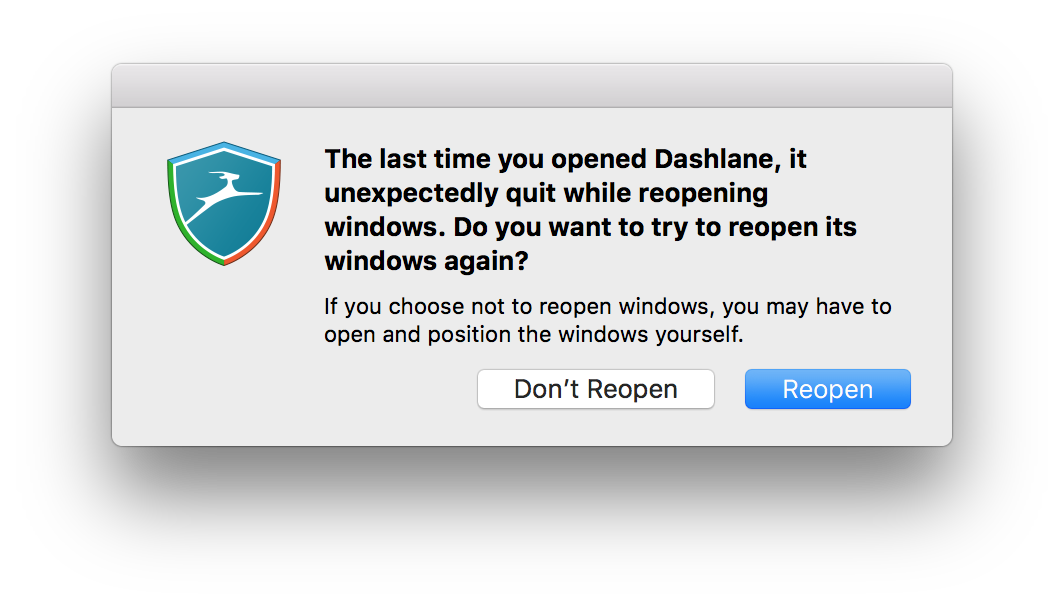 The last time you opened Dashlane, it
unexpectedly quit while reopening
windows. Do you want to try to reopen its
windows again?
If you choose not to reopen windows, you may have to
open and position the windows yourself.
Don’t Reopen
Reopen